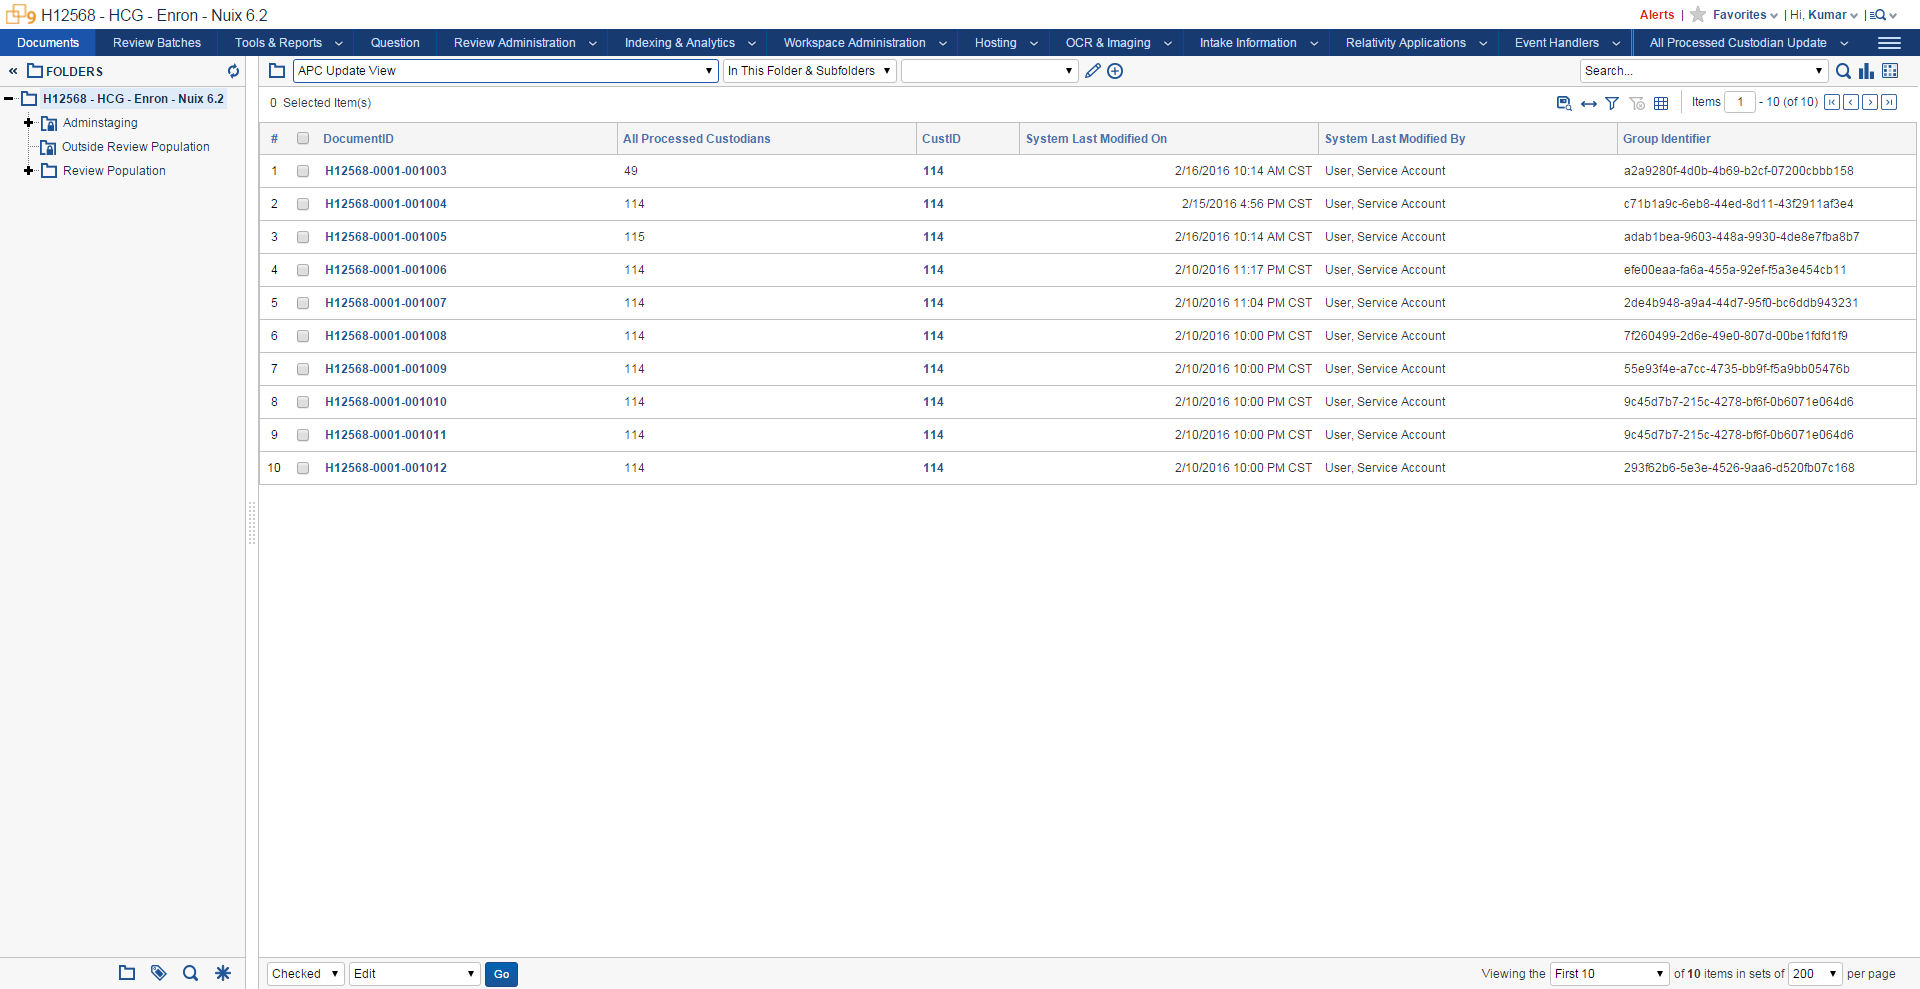 9 H12568 - HCG - Enron - Nuix 6.2
Alerts | Favorites | Hi, Kumar |
Documents Review Batches Tools & Reports Question Review Administration Indexing & Analytics Workspace Administration Hosting OCR & Imaging Intake Information Relativity Applications Event Handlers All Processed Custodian Update
« FOLDERS
APC Update View In This Folder & Subfolders Search...
H12568 - HCG - Enron - Nuix 6.2
Adminstaging
Outside Review Population
Review Population
0 Selected Item(s)
Items 1 - 10 (of 10)
# DocumentID All Processed Custodians CustID System Last Modified On System Last Modified By Group Identifier
1 H12568-0001-001003 49 114 2/16/2016 10:14 AM CST User, Service Account a2a9280f-4d0b-4b69-b2cf-07200cbbb158
2 H12568-0001-001004 114 114 2/15/2016 4:56 PM CST User, Service Account c71b1a9c-6eb8-44ed-8d11-43f2911af3e4
3 H12568-0001-001005 115 114 2/16/2016 10:14 AM CST User, Service Account adab1bea-9603-448a-9930-4de8e7fba8b7
4 H12568-0001-001006 114 114 2/10/2016 11:17 PM CST User, Service Account efe00eaa-fa6a-455a-92ef-f5a3e454cb11
5 H12568-0001-001007 114 114 2/10/2016 11:04 PM CST User, Service Account 2de4b948-a9a4-44d7-95f0-bc6ddb943231
6 H12568-0001-001008 114 114 2/10/2016 10:00 PM CST User, Service Account 7f260499-2d6e-49e0-807d-00be1fdfd1f9
7 H12568-0001-001009 114 114 2/10/2016 10:00 PM CST User, Service Account 55e93f4e-a7cc-4735-bb9f-f5a9bb05476b
8 H12568-0001-001010 114 114 2/10/2016 10:00 PM CST User, Service Account 9c45d7b7-215c-4278-bf6f-0b6071e064d6
9 H12568-0001-001011 114 114 2/10/2016 10:00 PM CST User, Service Account 9c45d7b7-215c-4278-bf6f-0b6071e064d6
10 H12568-0001-001012 114 114 2/10/2016 10:00 PM CST User, Service Account 293f62b6-5e3e-4526-9aa6-d520fb07c168
Checked Edit Go
Viewing the First 10 of 10 items in sets of 200 per page